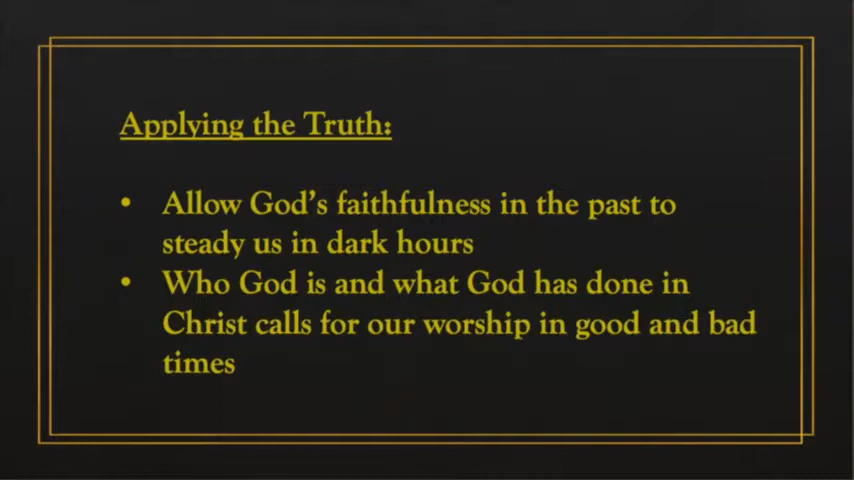 Applying the Truth:
• Allow God's faithfulness in the past to
steady us in dark hours
• Who God is and what God has done in
Christ calls for our worship in good and bad
times